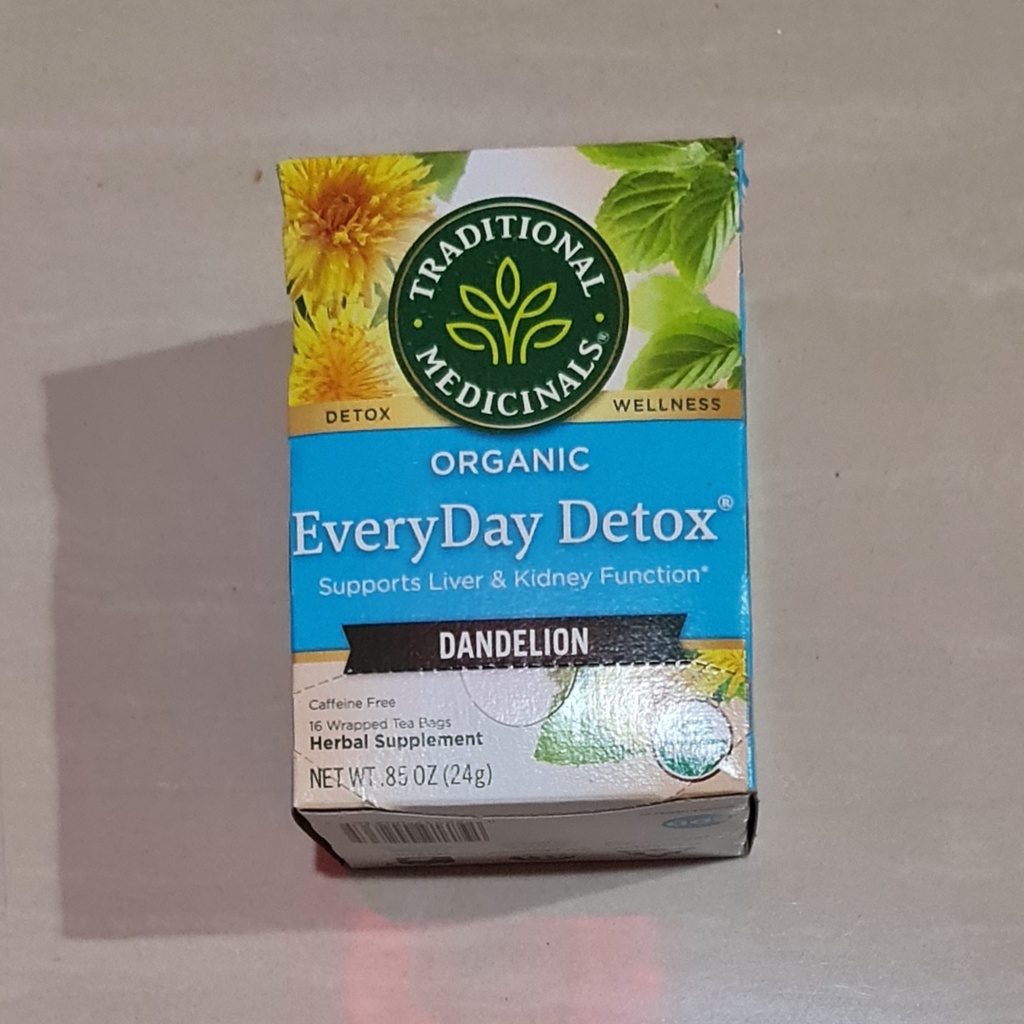 TRADITIONAL
MEDICINALS®
DETOX
WELLNESS
ORGANIC
EveryDay Detox®
Supports Liver & Kidney Function*
DANDELION
Caffeine Free
16 Wrapped Tea Bags
Herbal Supplement
NET WT .85 OZ (24g)